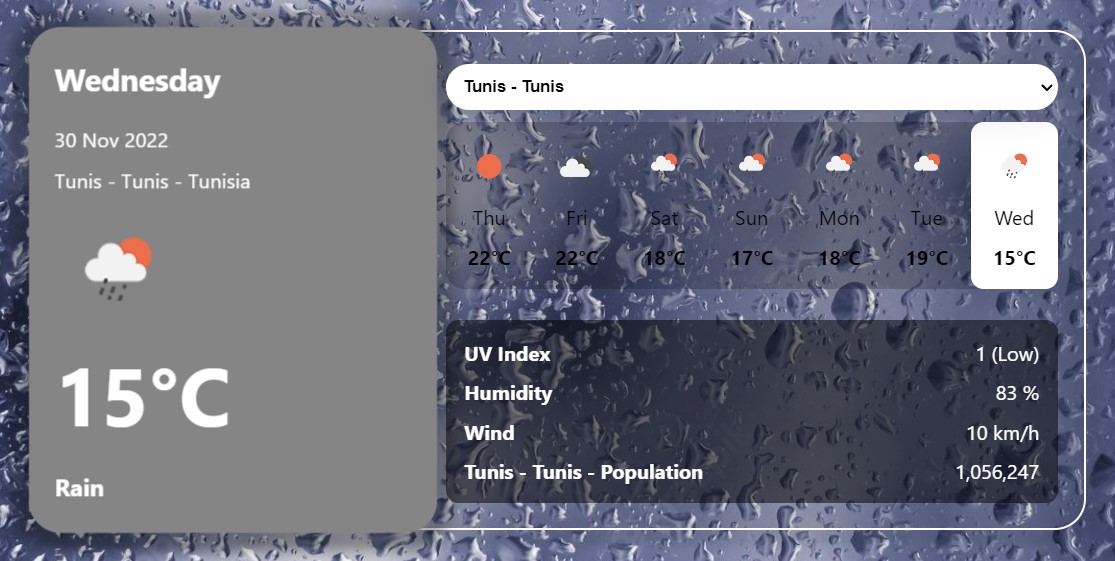 Wednesday
30 Nov 2022
Tunis - Tunis - Tunisia
15°C
Rain
Tunis - Tunis
Thu Fri Sat Sun Mon Tue Wed
22°C 22°C 18°C 17°C 18°C 19°C 15°C
UV Index 1 (Low)
Humidity 83 %
Wind 10 km/h
Tunis - Tunis - Population 1,056,247